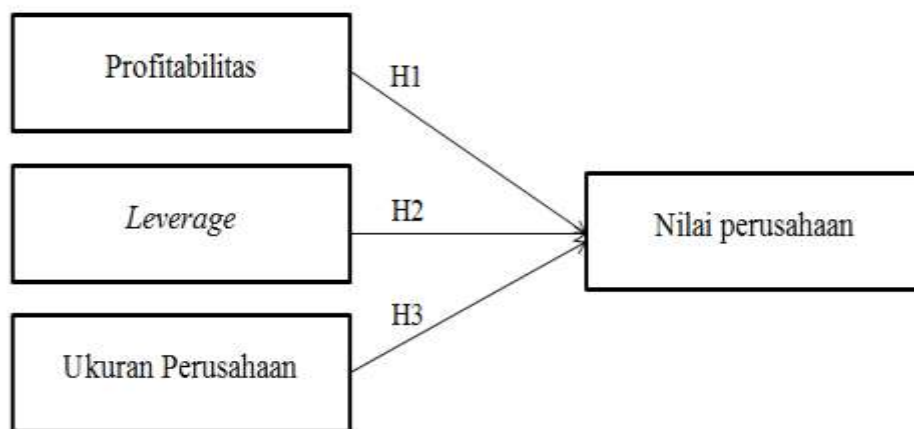 Profitabilitas
H1
Leverage
H2
Nilai perusahaan
H3
Ukuran Perusahaan